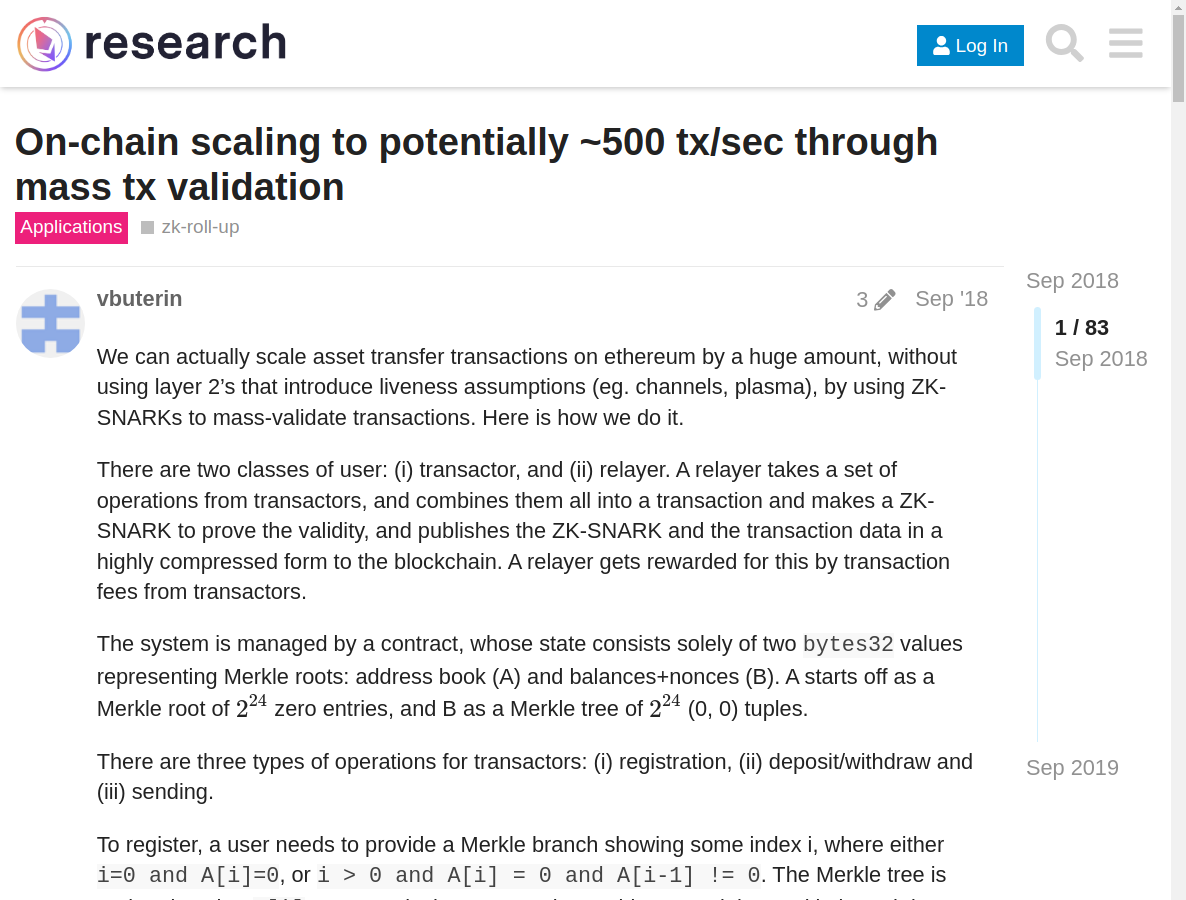 research
Log In
On-chain scaling to potentially ~500 tx/sec through
mass tx validation
Applications
zk-roll-up
Sep 2018
vbuterin
3
Sep '18
1 / 83
Sep 2018
We can actually scale asset transfer transactions on ethereum by a huge amount, without
using layer 2’s that introduce liveness assumptions (eg. channels, plasma), by using ZK-
SNARKs to mass-validate transactions. Here is how we do it.
There are two classes of user: (i) transactor, and (ii) relayer. A relayer takes a set of
operations from transactors, and combines them all into a transaction and makes a ZK-
SNARK to prove the validity, and publishes the ZK-SNARK and the transaction data in a
highly compressed form to the blockchain. A relayer gets rewarded for this by transaction
fees from transactors.
The system is managed by a contract, whose state consists solely of two bytes32 values
representing Merkle roots: address book (A) and balances+nonces (B). A starts off as a
Merkle root of 2^24 zero entries, and B as a Merkle tree of 2^24 (0, 0) tuples.
There are three types of operations for transactors: (i) registration, (ii) deposit/withdraw and
(iii) sending.
Sep 2019
To register, a user needs to provide a Merkle branch showing some index i, where either
i=0 and A[i]=0, or i > 0 and A[i] = 0 and A[i-1] != 0. The Merkle tree is